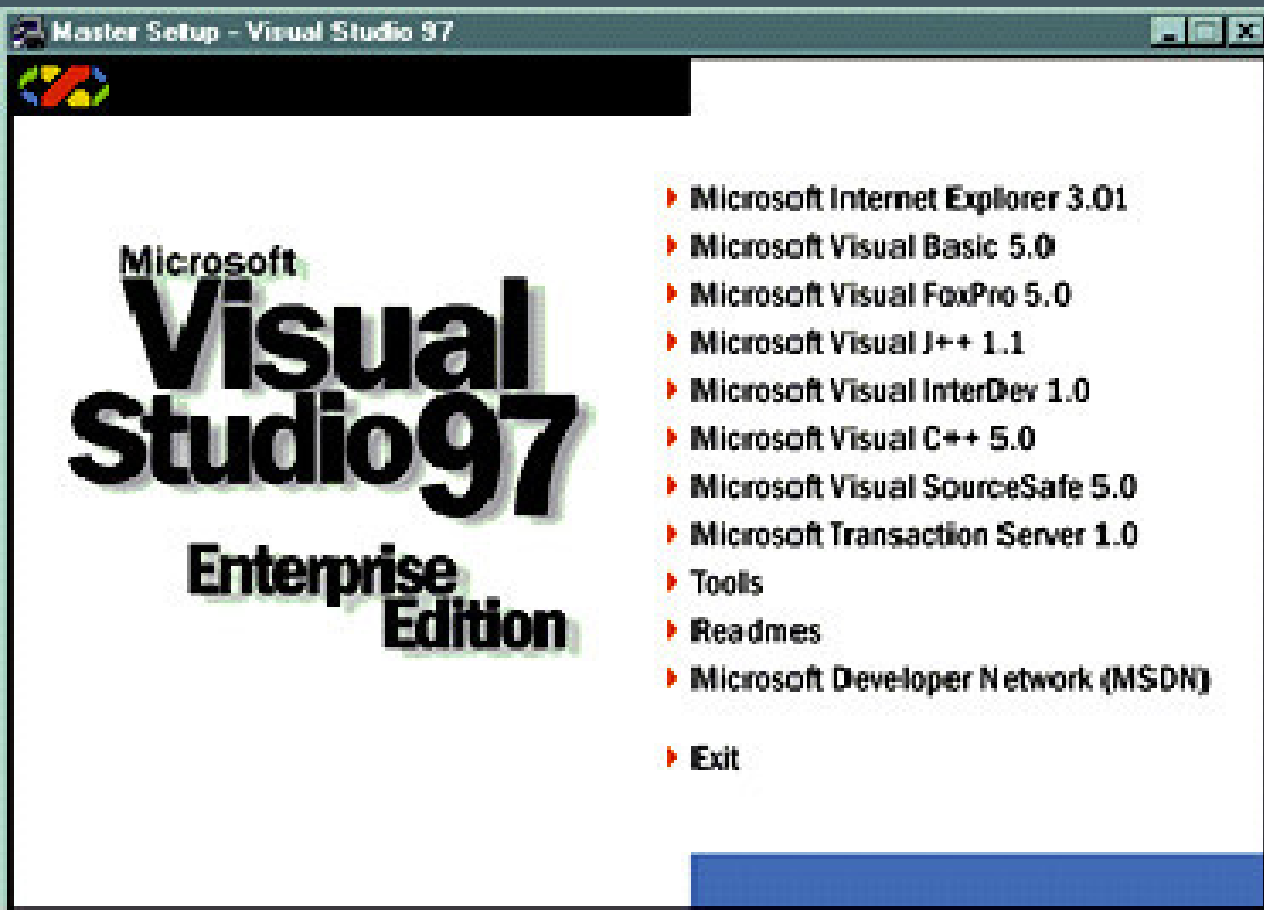 Master Setup - Visual Studio 97
Microsoft
Visual
Studio97
Enterprise
Edition
Microsoft Internet Explorer 3.01
Microsoft Visual Basic 5.0
Microsoft Visual FoxPro 5.0
Microsoft Visual J++ 1.1
Microsoft Visual InterDev 1.0
Microsoft Visual C++ 5.0
Microsoft Visual SourceSafe 5.0
Microsoft Transaction Server 1.0
Tools
Readmes
Microsoft Developer Network (MSDN)
Exit